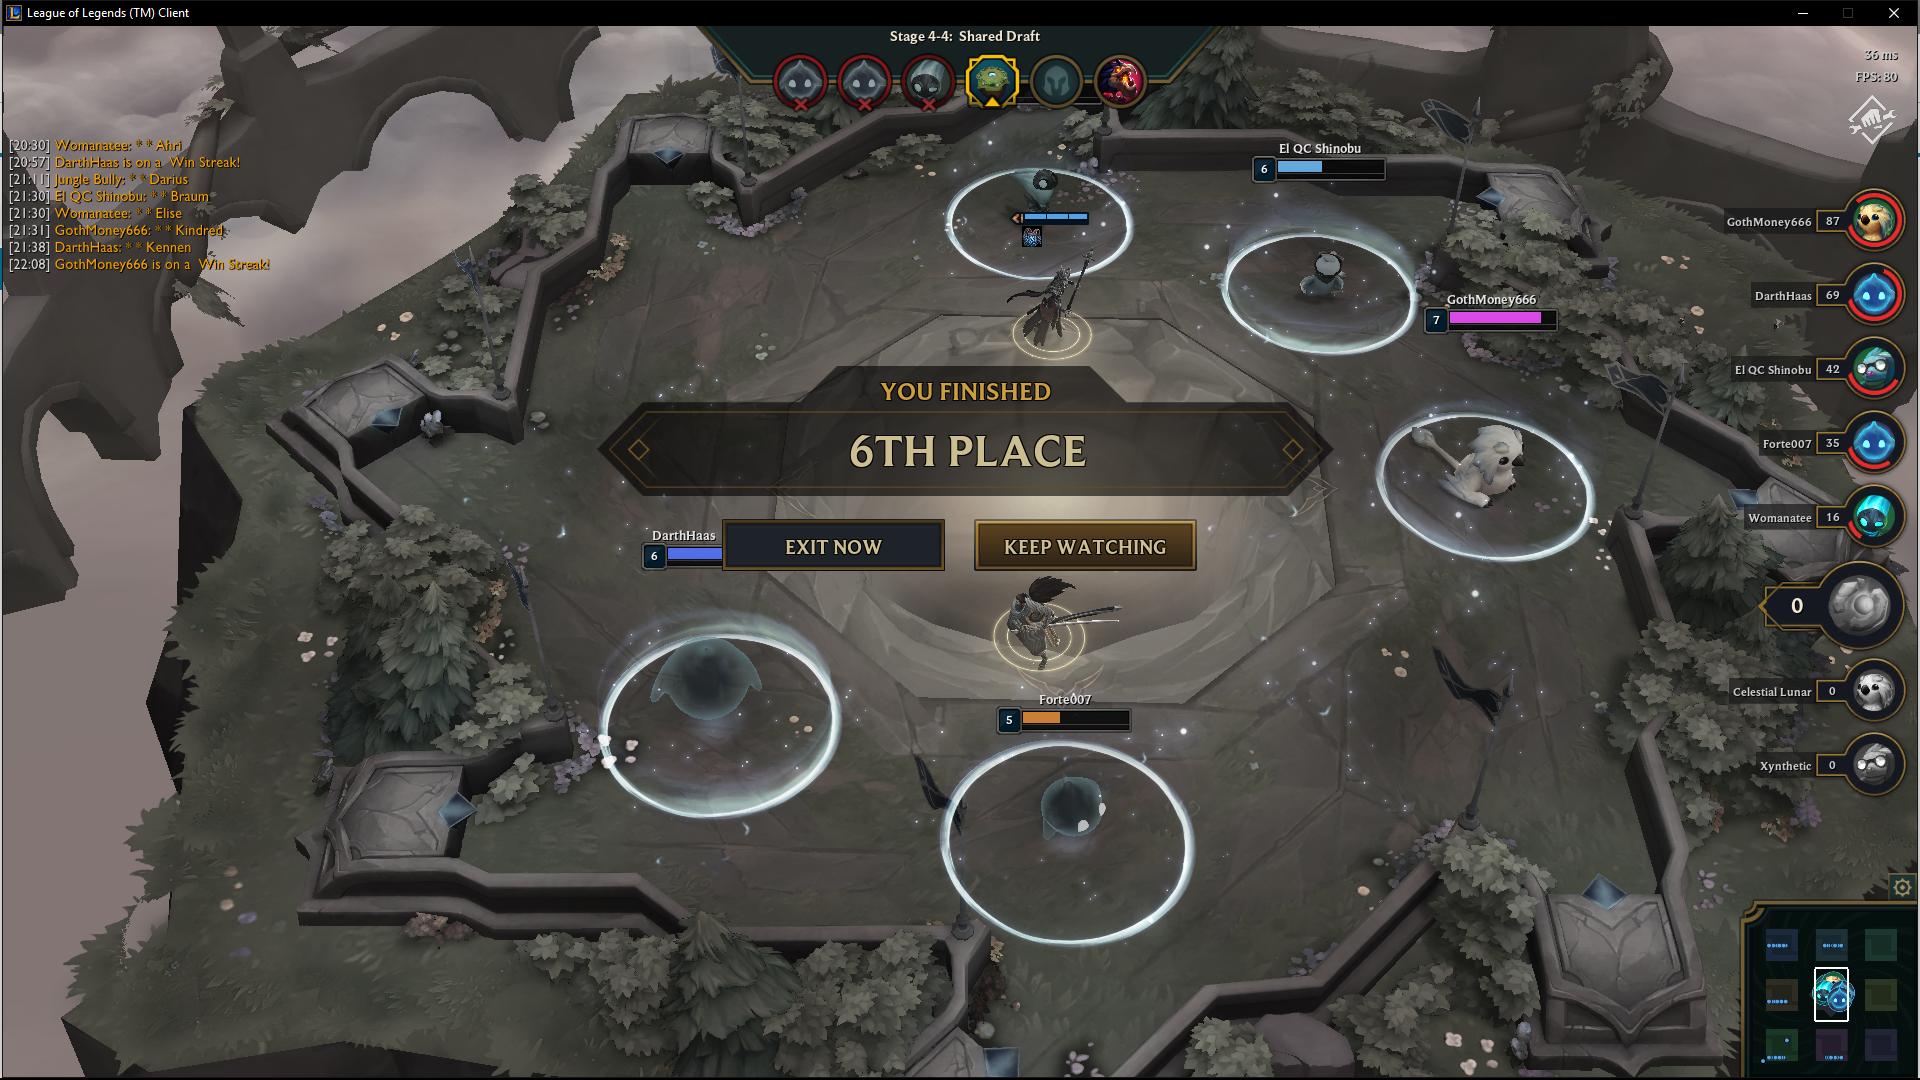 League of Legends (TM) Client
Stage 4-4: Shared Draft
36 ms
FPS: 80
[20:30] Womanatee: * * Ahri
[20:57] DarthHaas is on a Win Streak!
[21:11] Jungle Bully: * * Darius
[21:30] El QC Shinobu: * * Braum
[21:30] Womanatee: * * Elise
[21:31] GothMoney666: * * Kindred
[21:38] DarthHaas: * * Kennen
[22:08] GothMoney666 is on a Win Streak!
El QC Shinobu
6
GothMoney666
7
GothMoney666 87
DarthHaas 69
El QC Shinobu 42
Forte007 35
Womanatee 16
0
Celestial Lunar 0
Xynthetic 0
YOU FINISHED
6TH PLACE
DarthHaas
6
EXIT NOW
KEEP WATCHING
Forte007
5